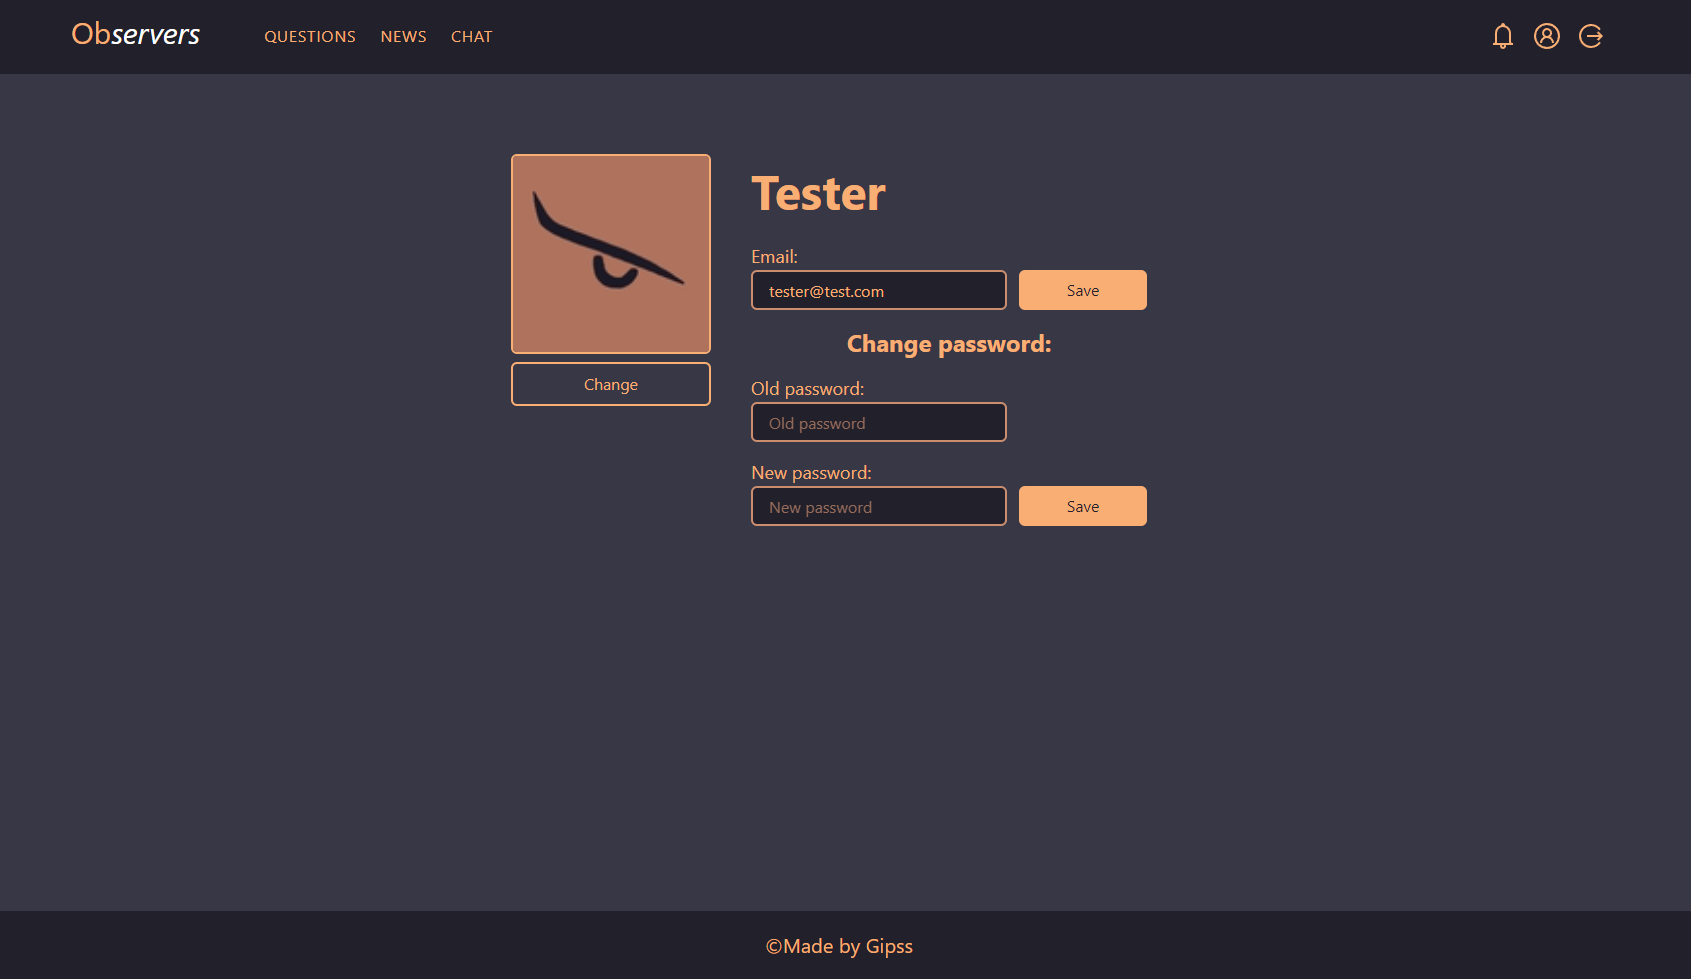 Observers
QUESTIONS NEWS CHAT
Tester
Email:
tester@test.com Save
Change
Change password:
Old password:
Old password
New password:
New password Save
©Made by Gipss